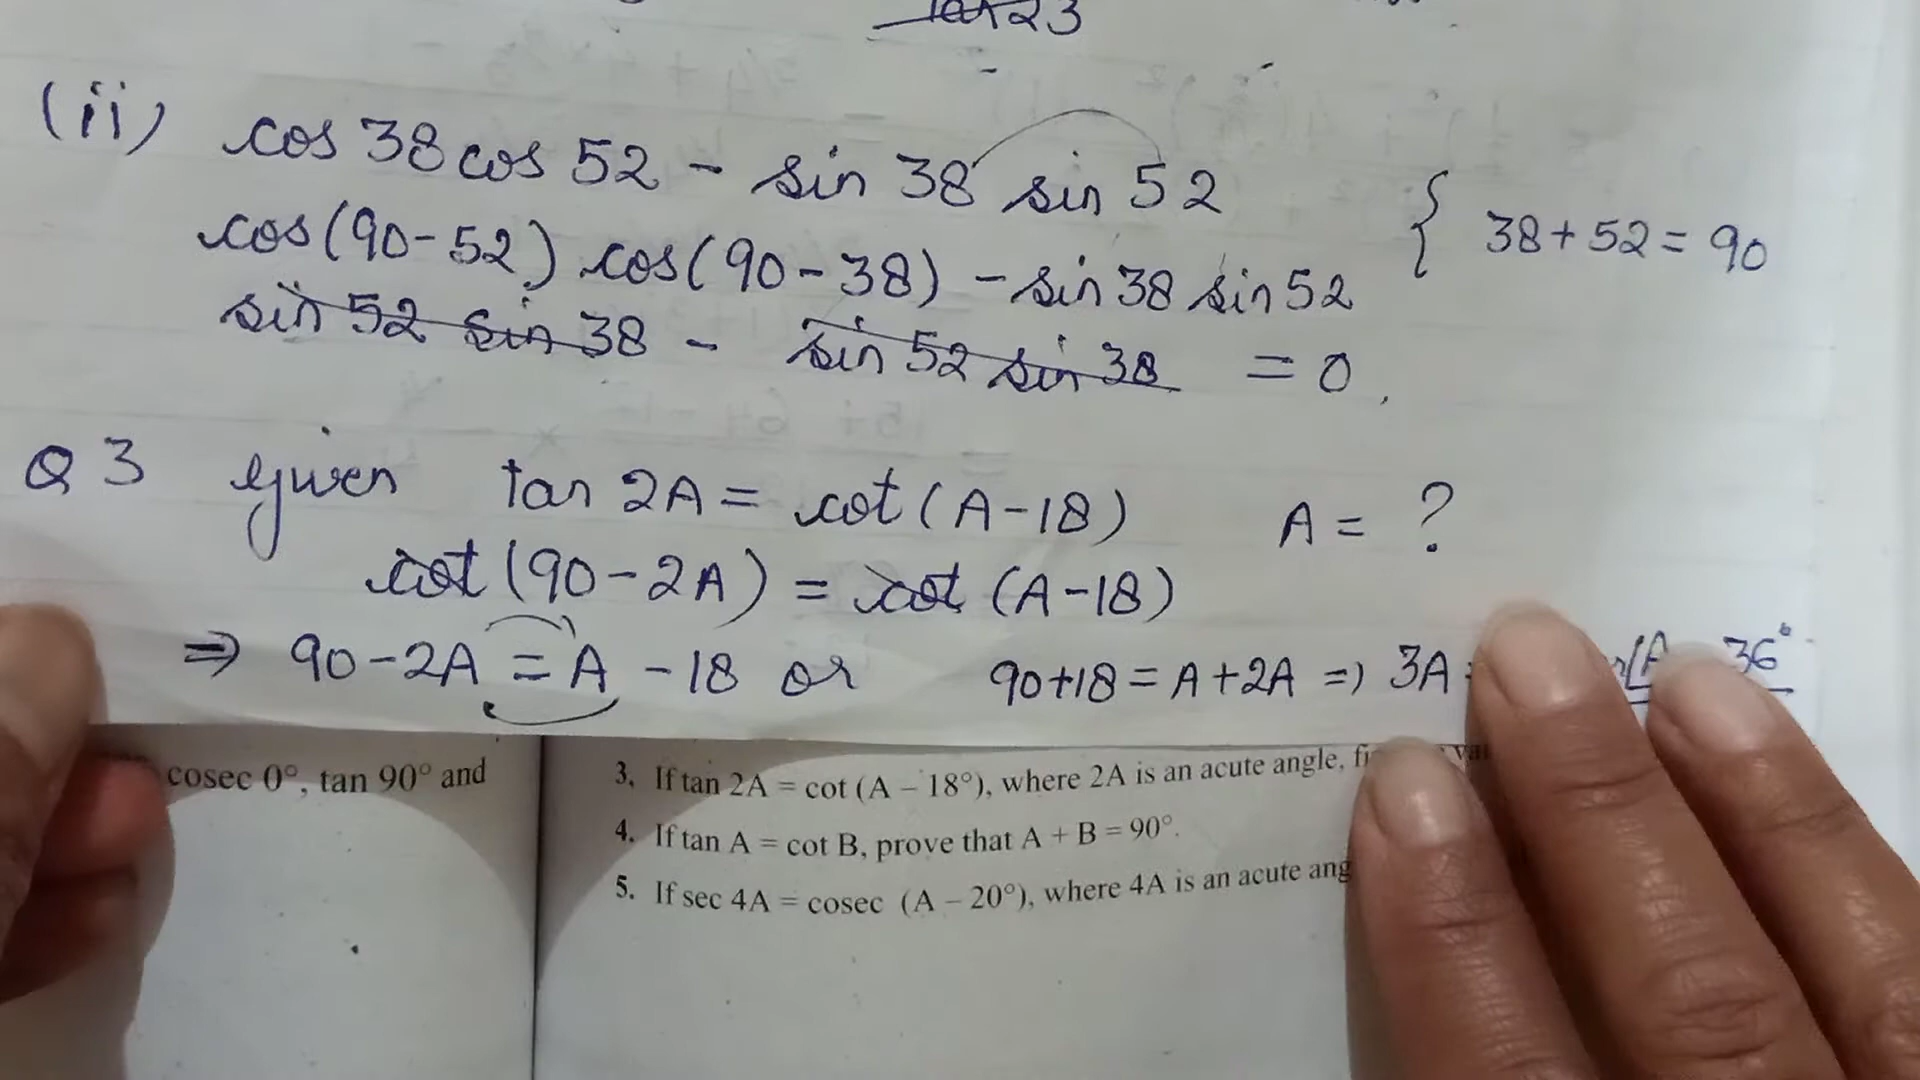 tan 23
(ii) cos 38 cos 52 - sin 38 sin 52
cos(90-52) cos(90-38) - sin 38 sin 52 { 38+52 = 90
sin 52 sin 38 - sin 52 sin 38 = 0.
Q 3 Given tan 2A = cot (A-18) A = ?
cot (90-2A) = cot (A-18)
⇒ 90-2A = A -18 or 90+18 = A+2A ⇒ 3A 36°
cosec 0°, tan 90° and
3. If tan 2A = cot (A – 18°), where 2A is an acute angle,
4. If tan A = cot B, prove that A + B = 90°.
5. If sec 4A = cosec (A – 20°), where 4A is an acute